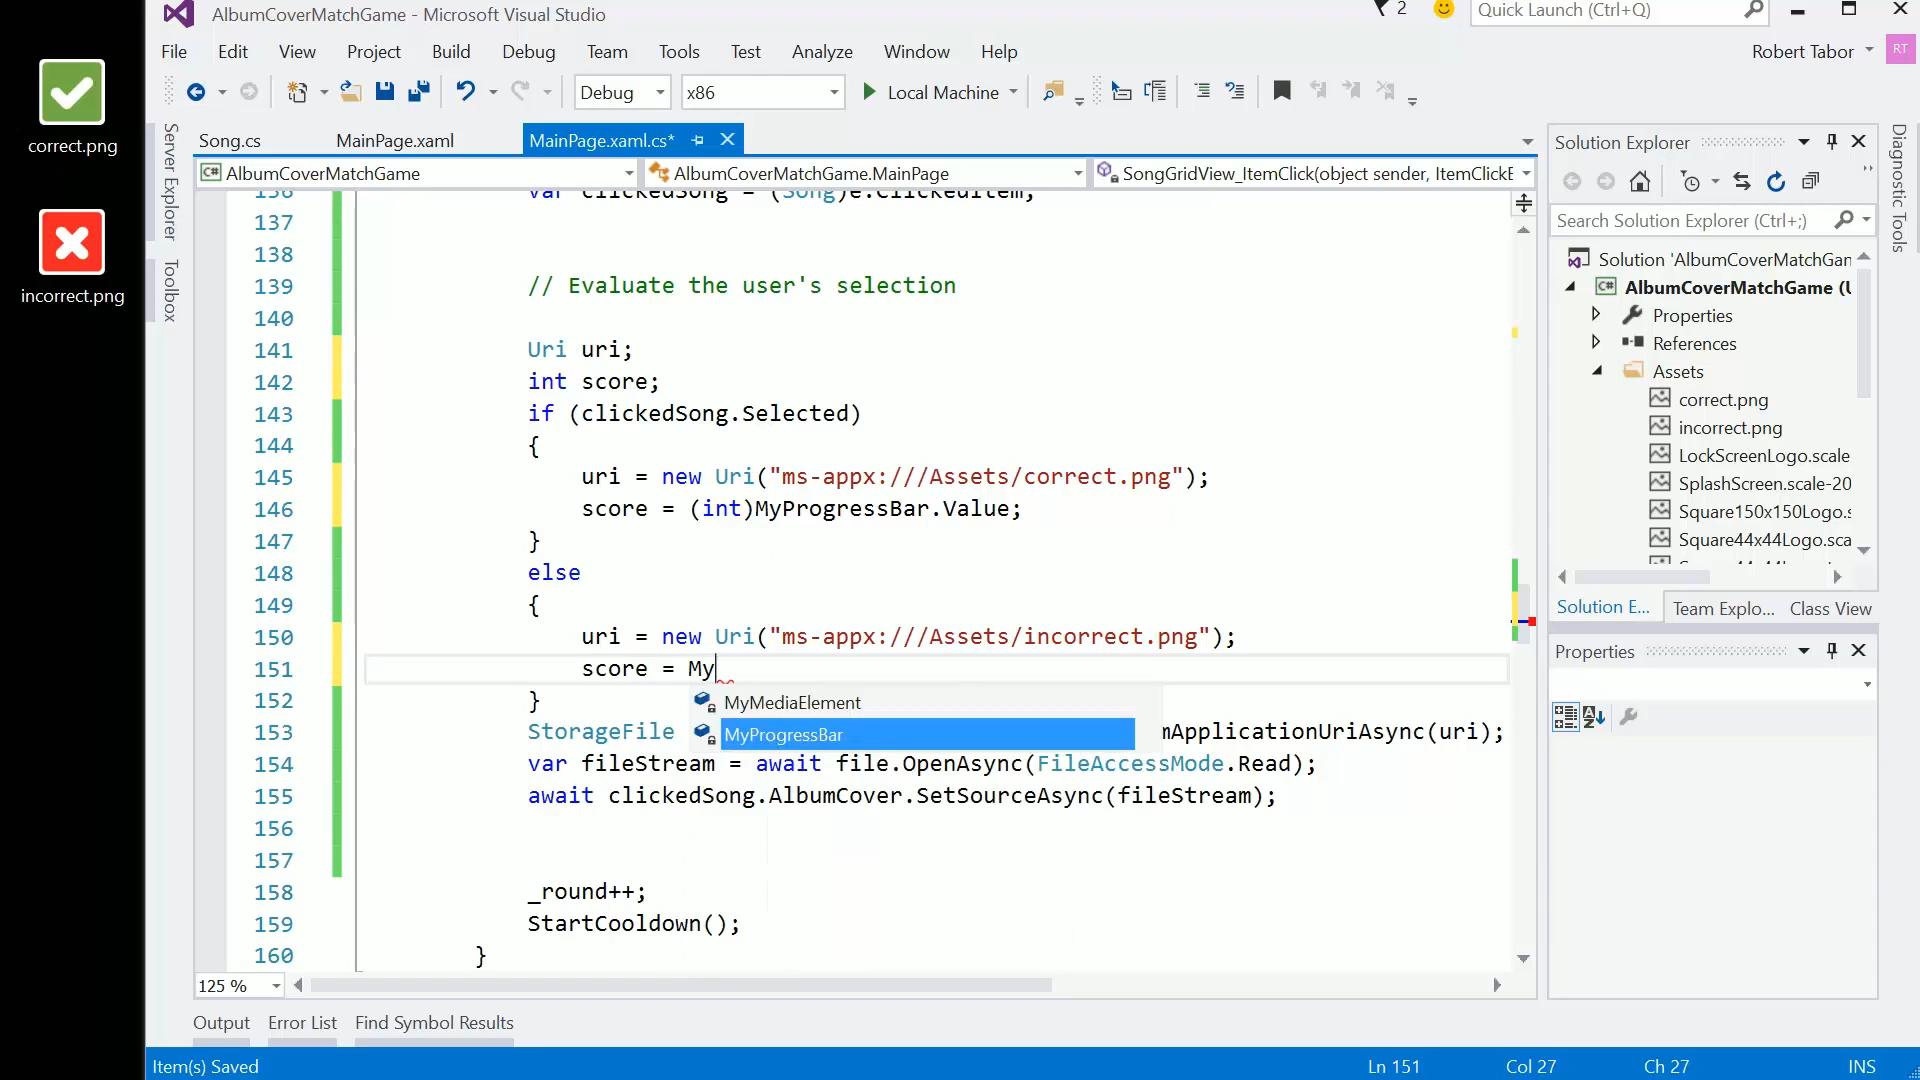 AlbumCoverMatchGame - Microsoft Visual Studio
2
Quick Launch (Ctrl+Q)
File Edit View Project Build Debug Team Tools Test Analyze Window Help
Robert Tabor
RT
Debug
x86
Local Machine
correct.png
incorrect.png
Server Explorer
Toolbox
Song.cs
MainPage.xaml
MainPage.xaml.cs*
C# AlbumCoverMatchGame
AlbumCoverMatchGame.MainPage
SongGridView_ItemClick(object sender, ItemClickE
136 var clickedSong = (Song)e.ClickedItem;
137
138
139 // Evaluate the user's selection
140
141 Uri uri;
142 int score;
143 if (clickedSong.Selected)
144 {
145 uri = new Uri("ms-appx:///Assets/correct.png");
146 score = (int)MyProgressBar.Value;
147 }
148 else
149 {
150 uri = new Uri("ms-appx:///Assets/incorrect.png");
151 score = My
MyMediaElement
152 }
MyProgressBar
153 StorageFile mApplicationUriAsync(uri);
154 var fileStream = await file.OpenAsync(FileAccessMode.Read);
155 await clickedSong.AlbumCover.SetSourceAsync(fileStream);
156
157
158 _round++;
159 StartCooldown();
160 }
125 %
Solution Explorer
Search Solution Explorer (Ctrl+;)
Solution 'AlbumCoverMatchGam
C# AlbumCoverMatchGame (U
Properties
References
Assets
correct.png
incorrect.png
LockScreenLogo.scale
SplashScreen.scale-20
Square150x150Logo.s
Square44x44Logo.sca
Solution E...
Team Explo...
Class View
Properties
Diagnostic Tools
Output
Error List
Find Symbol Results
Item(s) Saved
Ln 151
Col 27
Ch 27
INS